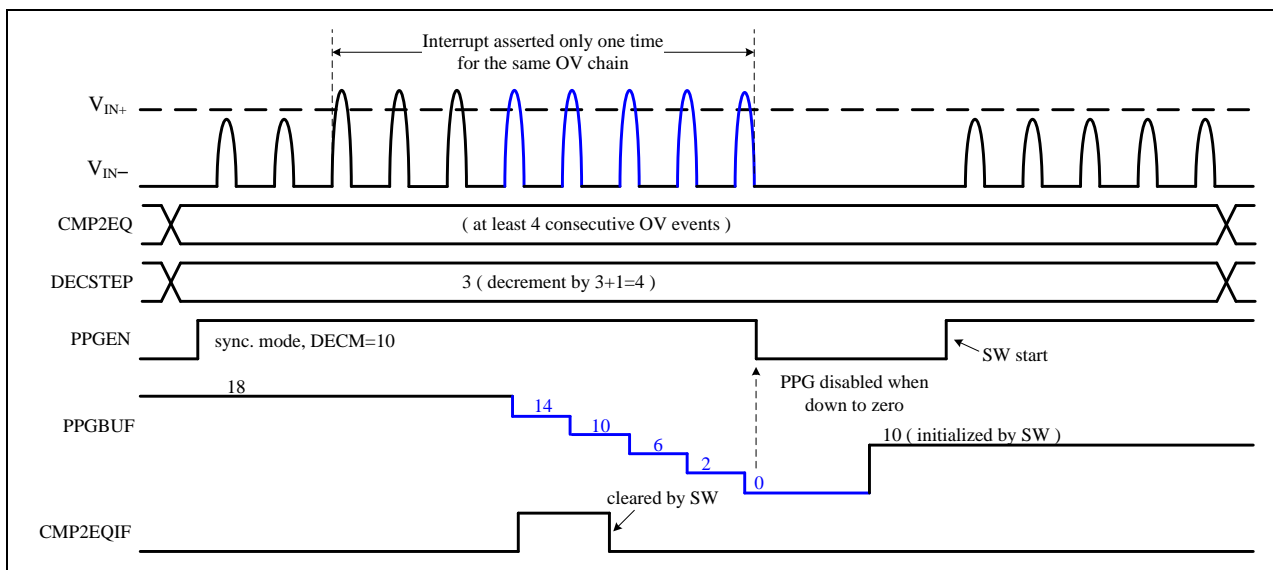 Interrupt asserted only one time
for the same OV chain
VIN+
VIN−
CMP2EQ
( at least 4 consecutive OV events )
DECSTEP
3 ( decrement by 3+1=4 )
PPGEN
sync. mode, DECM=10
SW start
PPG disabled when
down to zero
18
PPGBUF
14
10
6
2
0
10 ( initialized by SW )
cleared by SW
CMP2EQIF